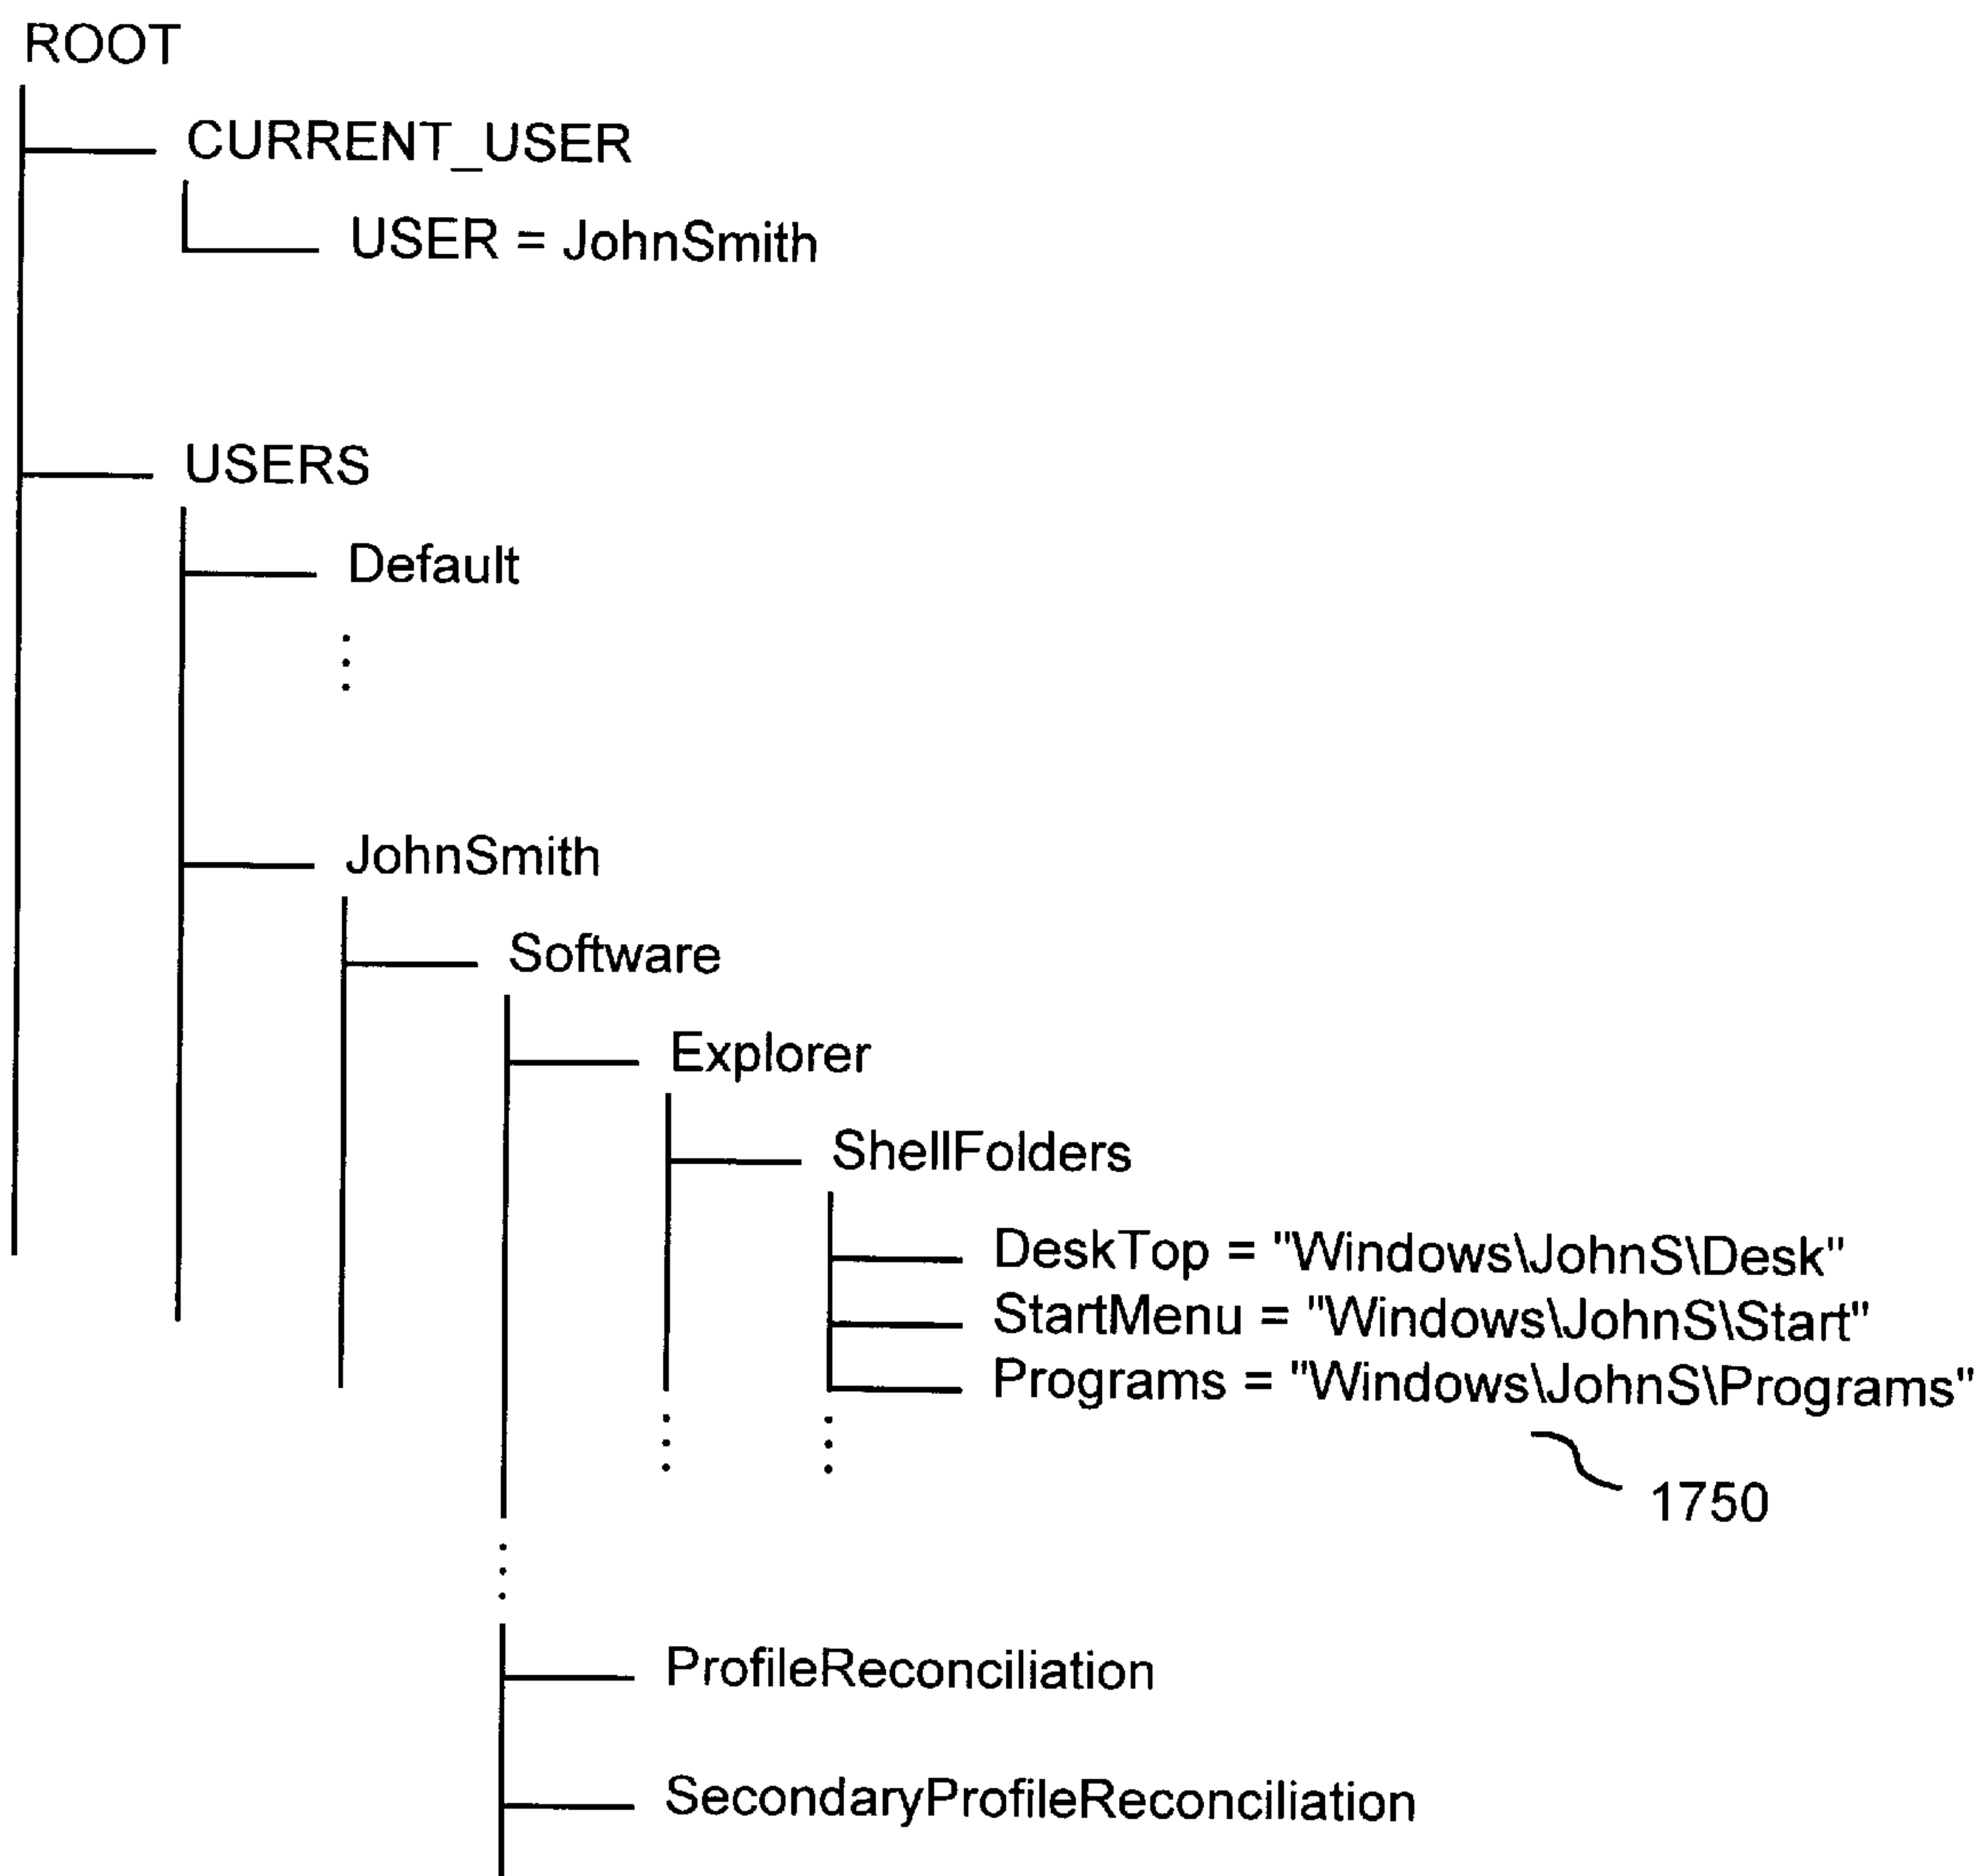 ROOT
CURRENT_USER
USER = JohnSmith
USERS
Default
JohnSmith
Software
Explorer
ShellFolders
DeskTop = "Windows\JohnS\Desk"
StartMenu = "Windows\JohnS\Start"
Programs = "Windows\JohnS\Programs"
1750
ProfileReconciliation
SecondaryProfileReconciliation